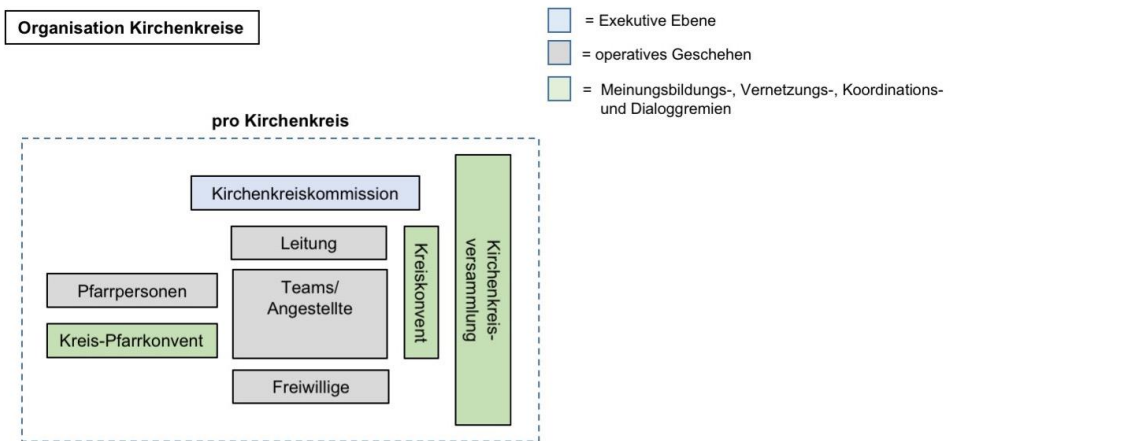 Organisation Kirchenkreise
= Exekutive Ebene
= operatives Geschehen
= Meinungsbildungs-, Vernetzungs-, Koordinations-
und Dialoggremien
pro Kirchenkreis
Kirchenkreiskommission
Leitung
Teams/
Angestellte
Pfarrpersonen
Kreis-Pfarrkonvent
Freiwillige
Kreiskonvent
Kirchenkreis-
versammlung